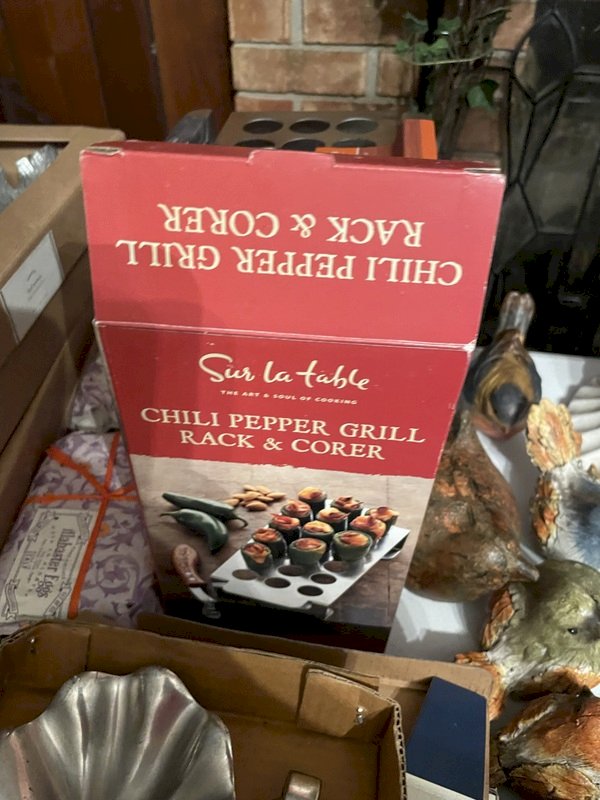 CHILI PEPPER GRILL
RACK & CORER
Sur la table
THE ART & SOUL OF COOKING
CHILI PEPPER GRILL
RACK & CORER